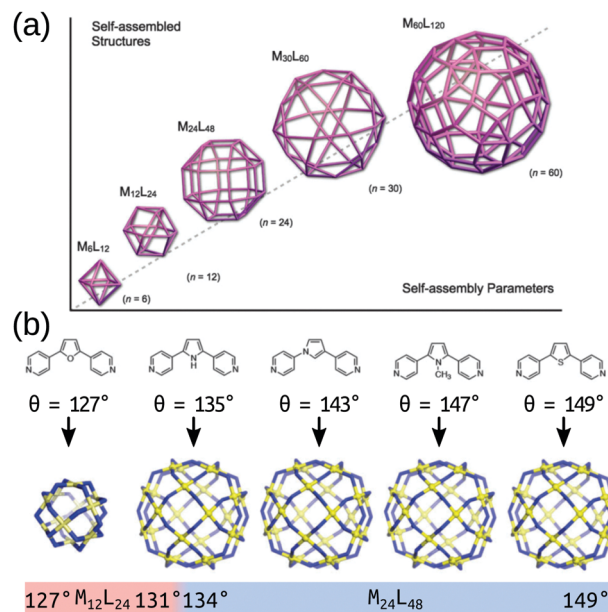 (a)
Self-assembled
Structures
M60L120
M30L60
M24L48
M12L24
M6L12
(n = 60)
(n = 30)
(n = 24)
(n = 12)
(n = 6)
Self-assembly Parameters
(b)
N O N
N N H N
N N N
N N CH3 N
N S N
θ = 127° θ = 135° θ = 143° θ = 147° θ = 149°
127° M12L24 131° 134° M24L48 149°